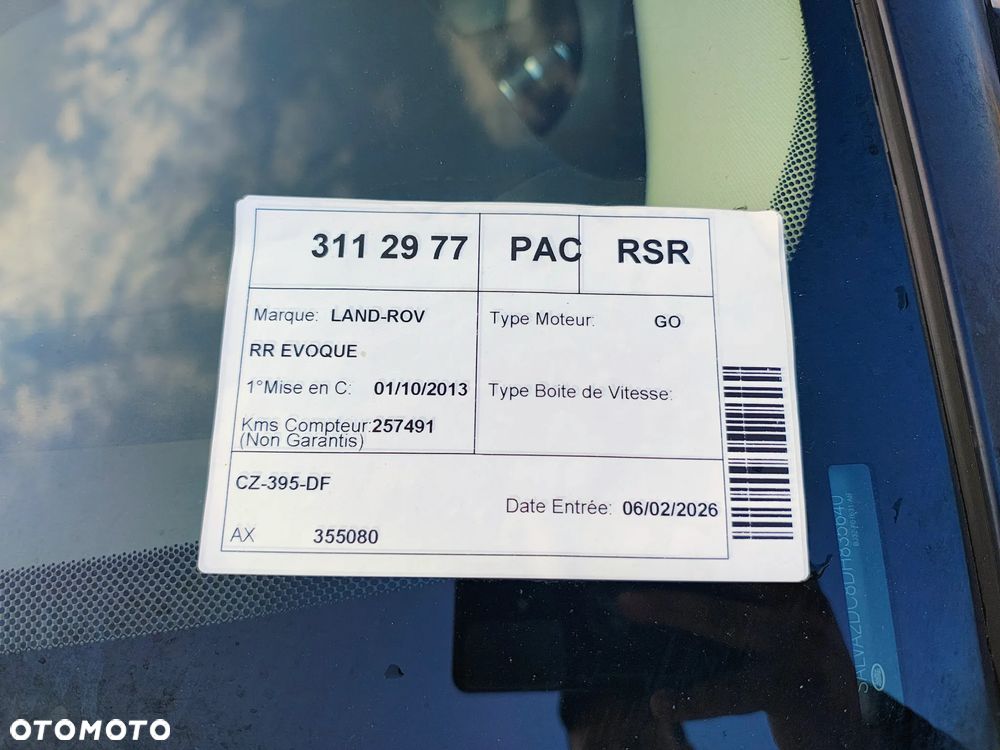 311 29 77 PAC RSR
Marque: LAND-ROV
RR EVOQUE
1°Mise en C: 01/10/2013
Kms Compteur:257491
(Non Garantis)
Type Moteur: GO
Type Boite de Vitesse:
CZ-395-DF
Date Entrée: 06/02/2026
AX 355080
SALVA2DC8DH835640
OTOMOTO